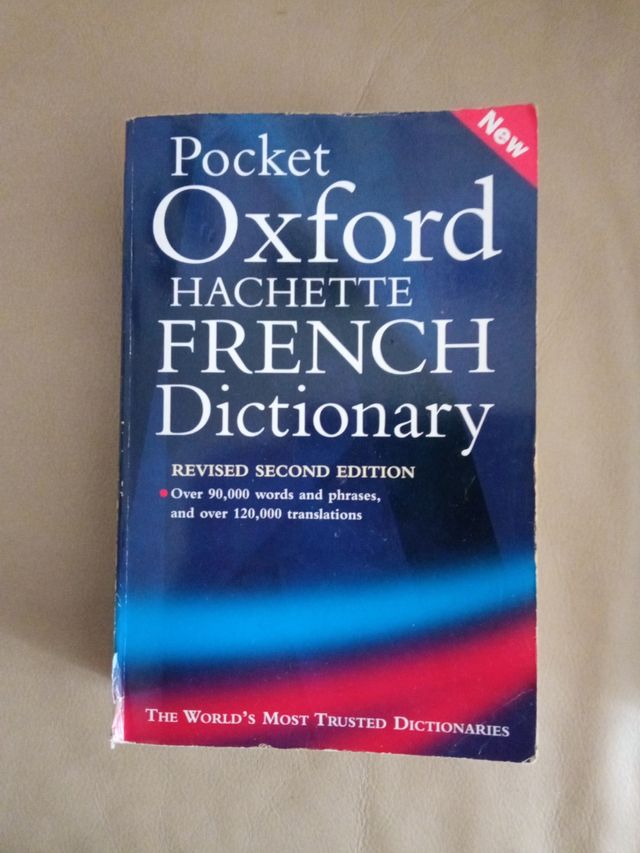 New
Pocket
Oxford
HACHETTE
FRENCH
Dictionary
REVISED SECOND EDITION
• Over 90,000 words and phrases,
and over 120,000 translations
THE WORLD'S MOST TRUSTED DICTIONARIES